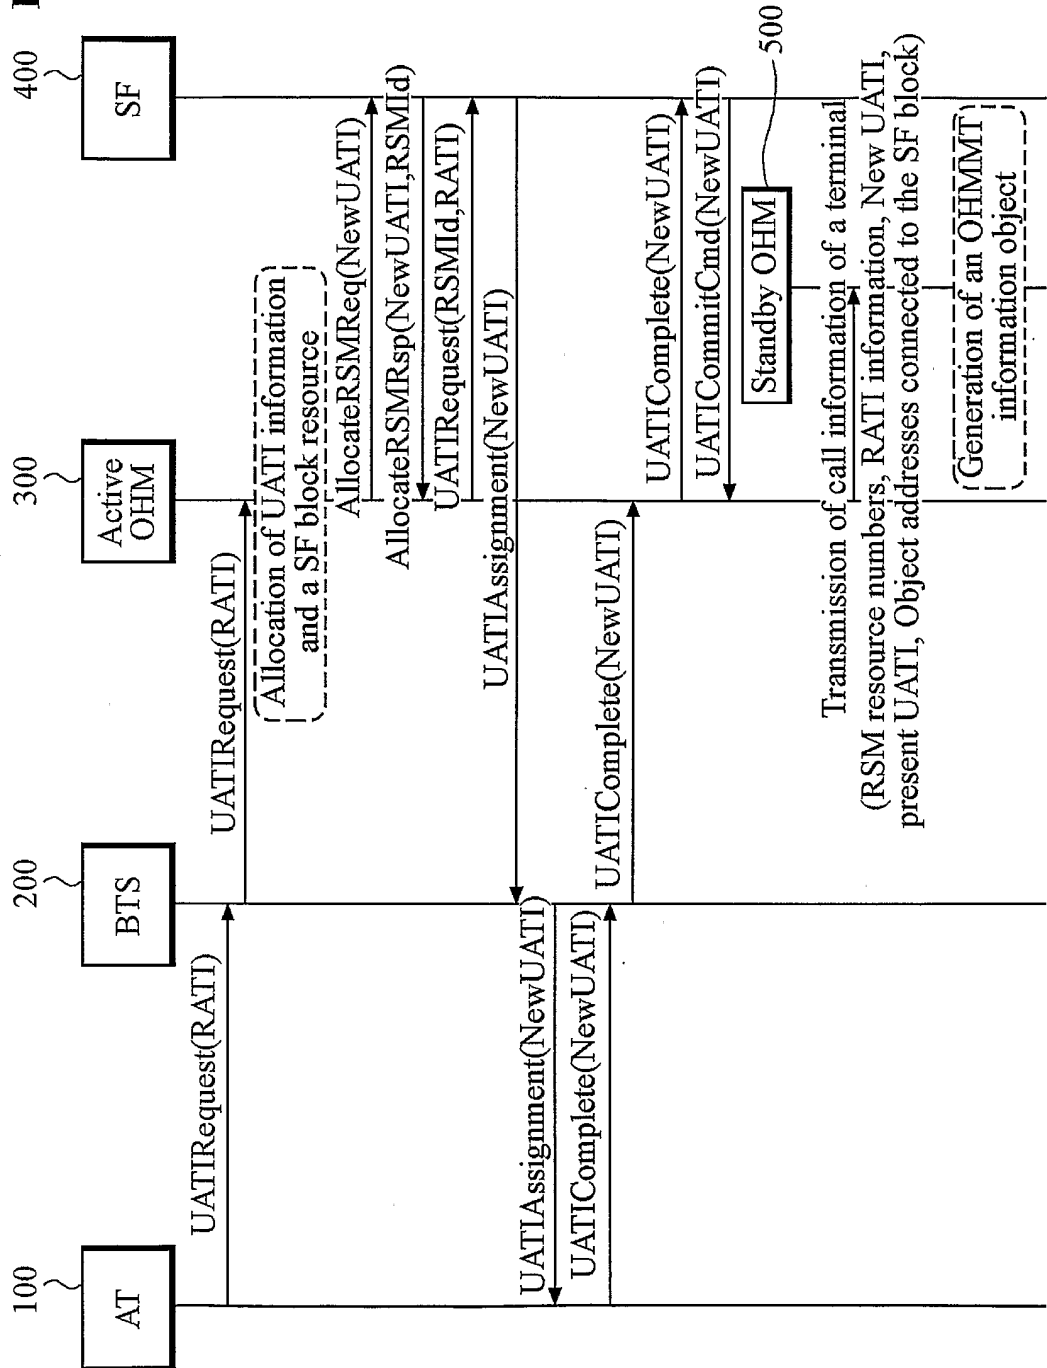 100
AT
200
BTS
300
Active
OHM
400
SF
UATIRequest(RATI)
UATIRequest(RATI)
Allocation of UATI information
and a SF block resource
AllocateRSMReq(NewUATI)
AllocateRSMRsp(NewUATI,RSMId)
UATIRequest(RSMId,RATI)
UATIAssignment(NewUATI)
UATIAssignment(NewUATI)
UATIComplete(NewUATI)
UATIComplete(NewUATI)
UATIComplete(NewUATI)
UATICommitCmd(NewUATI)
500
Standby OHM
Transmission of call information of a terminal
(RSM resource numbers, RATI information, New UATI,
present UATI, Object addresses connected to the SF block)
Generation of an OHMMT
information object